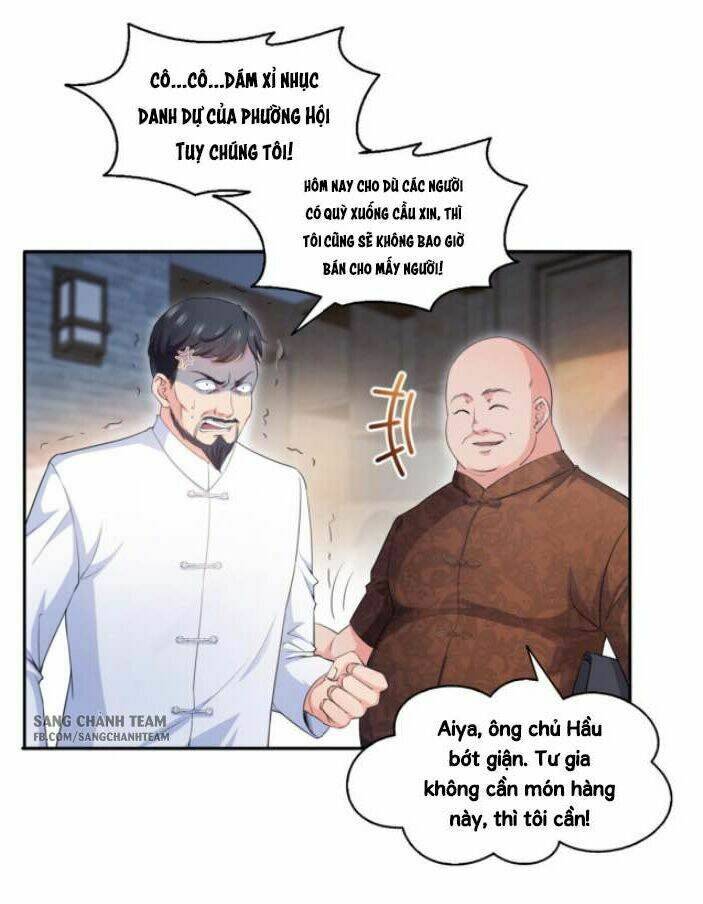 CÔ...CÔ...DÁM XỈ NHỤC
DANH DỰ CỦA PHƯỜNG HỘI
TUỴ CHÚNG TÔI!
HÔM NAY CHO DÙ CÁC NGƯỜI
CÓ QUỲ XUỐNG CẦU XIN, THÌ
TÔI CŨNG SẼ KHÔNG BAO GIỜ
BÁN CHO MẤY NGƯỜI!
SANG CHẢNH TEAM
FB.COM/SANGCHANHTEAM
Aiya, ông chủ Hầu
bớt giận. Tư gia
không cần món hàng
này, thì tôi cần!